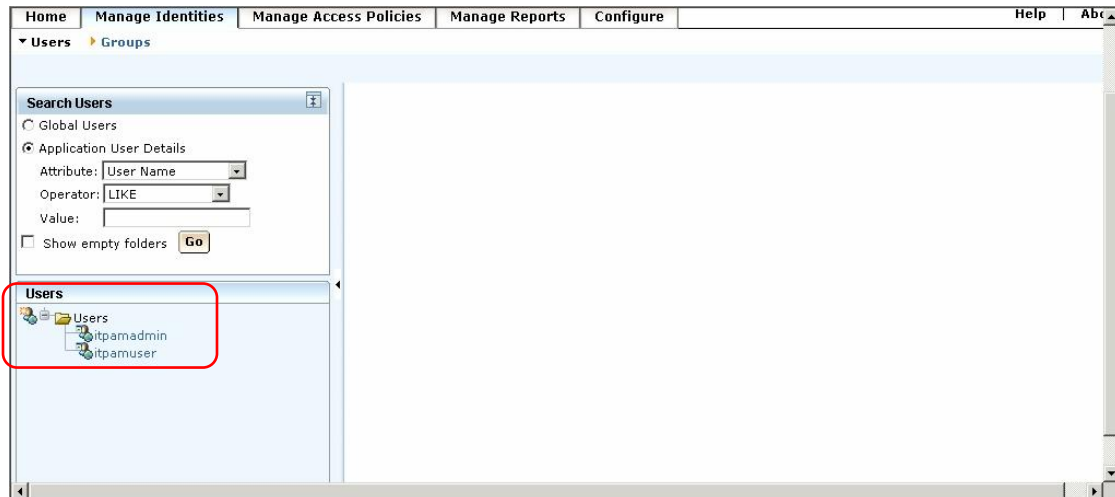 Home Manage Identities Manage Access Policies Manage Reports Configure Help | Abo
Users Groups
Search Users
Global Users
Application User Details
Attribute: User Name
Operator: LIKE
Value:
Show empty folders Go
Users
Users
itpamadmin
itpamuser